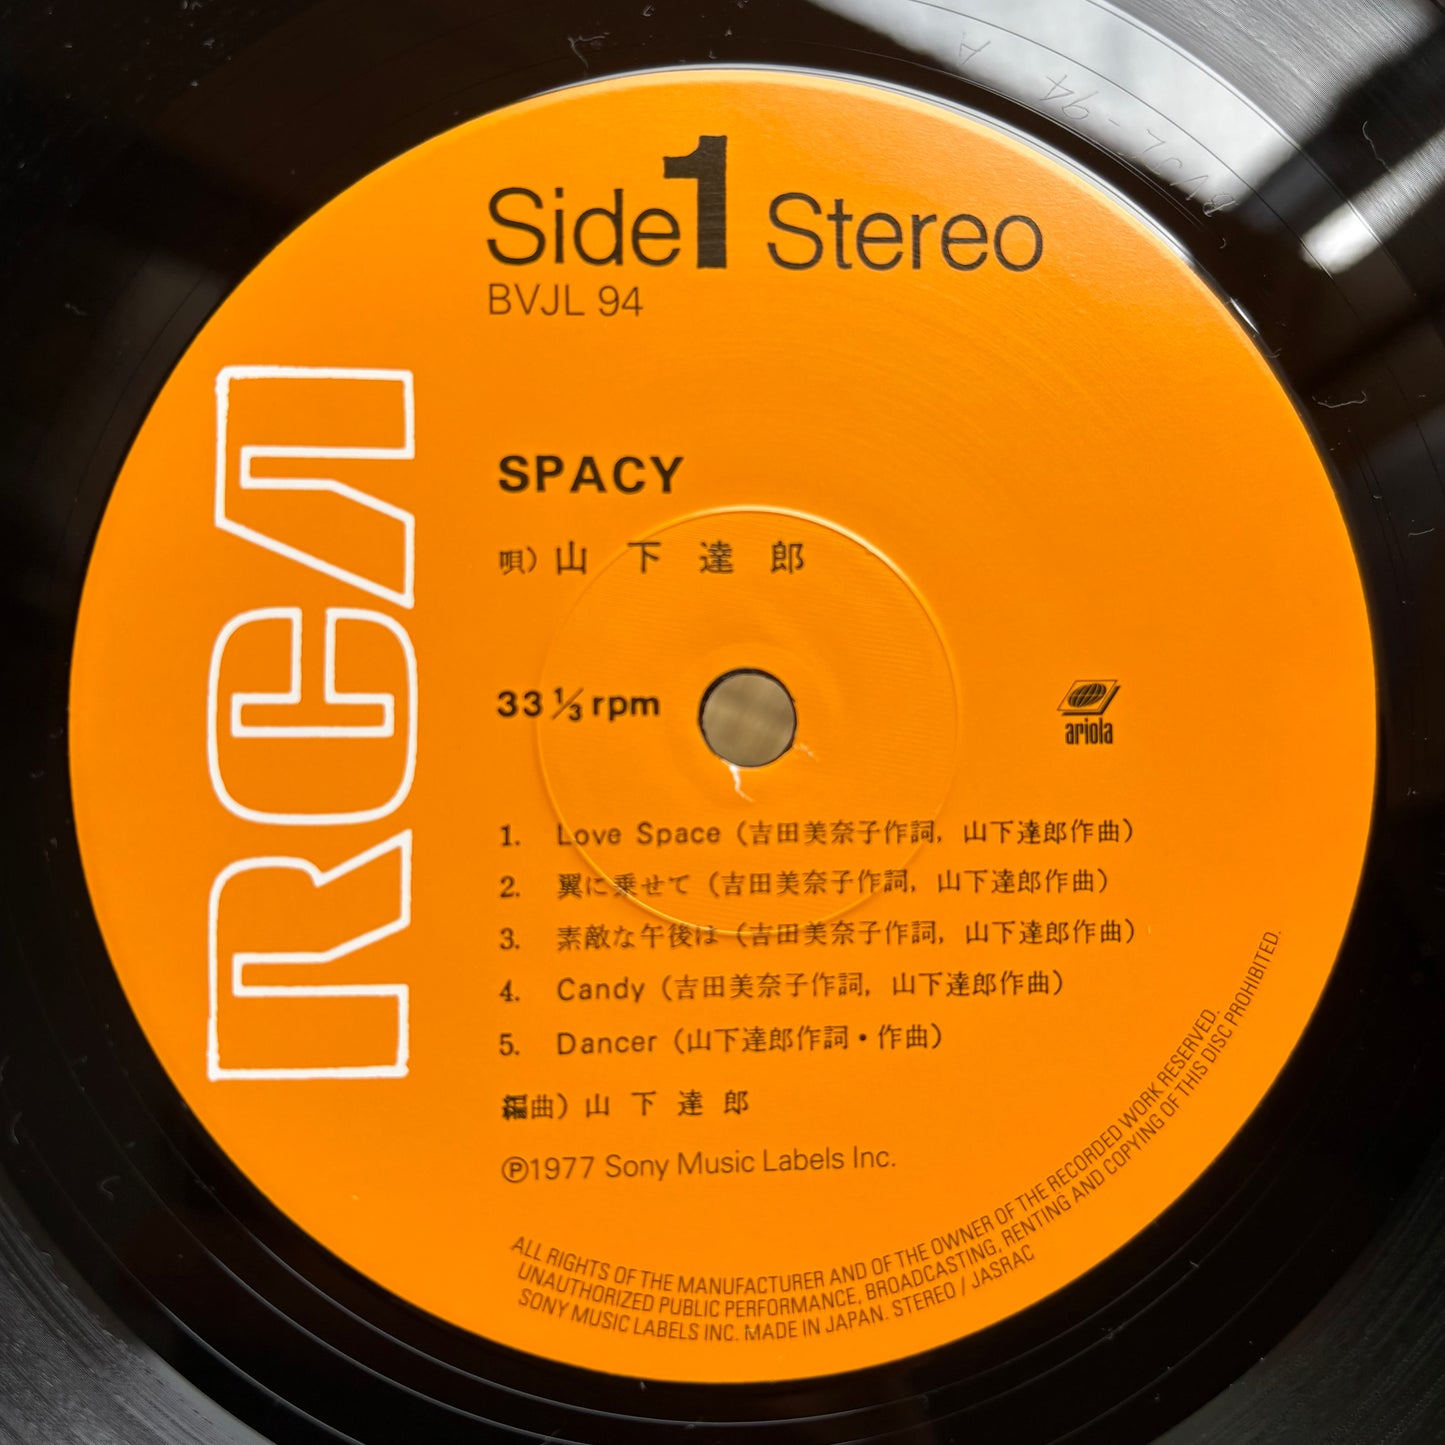 BVJL-94 A
Side 1 Stereo
BVJL 94
RCA
SPACY
唄）山下達郎
33 1/3 rpm
ariola
1. Love Space（吉田美奈子作詞，山下達郎作曲）
2. 翼に乗せて（吉田美奈子作詞，山下達郎作曲）
3. 素敵な午後は（吉田美奈子作詞，山下達郎作曲）
4. Candy（吉田美奈子作詞，山下達郎作曲）
5. Dancer（山下達郎作詞・作曲）
編曲）山下達郎
Ⓟ1977 Sony Music Labels Inc.
ALL RIGHTS OF THE MANUFACTURER AND OF THE OWNER OF THE RECORDED WORK RESERVED.
UNAUTHORIZED PUBLIC PERFORMANCE, BROADCASTING, RENTING AND COPYING OF THIS DISC PROHIBITED.
SONY MUSIC LABELS INC. MADE IN JAPAN. STEREO / JASRAC